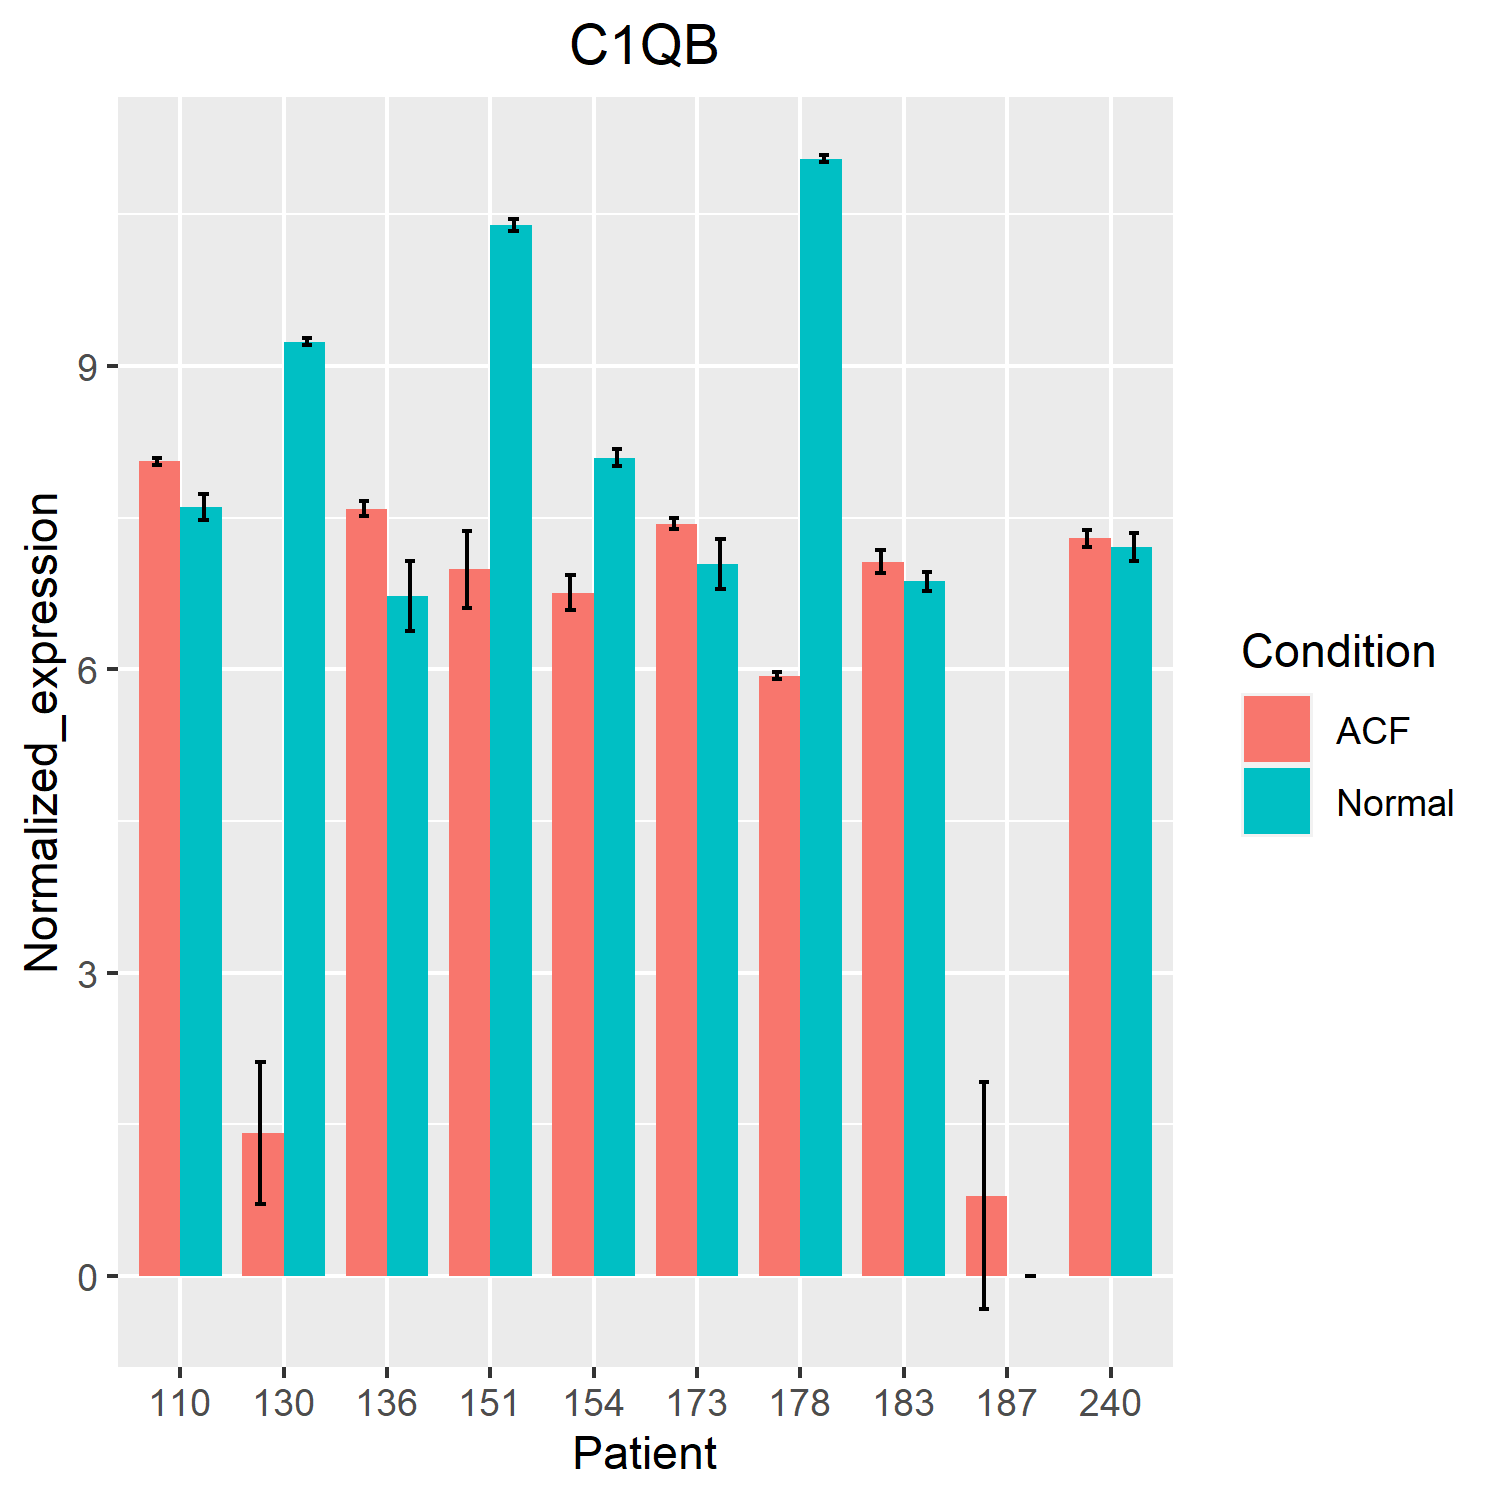 C1QB
Normalized_expression
9
6
3
0
110 130 136 151 154 173 178 183 187 240
Patient
Condition
ACF
Normal